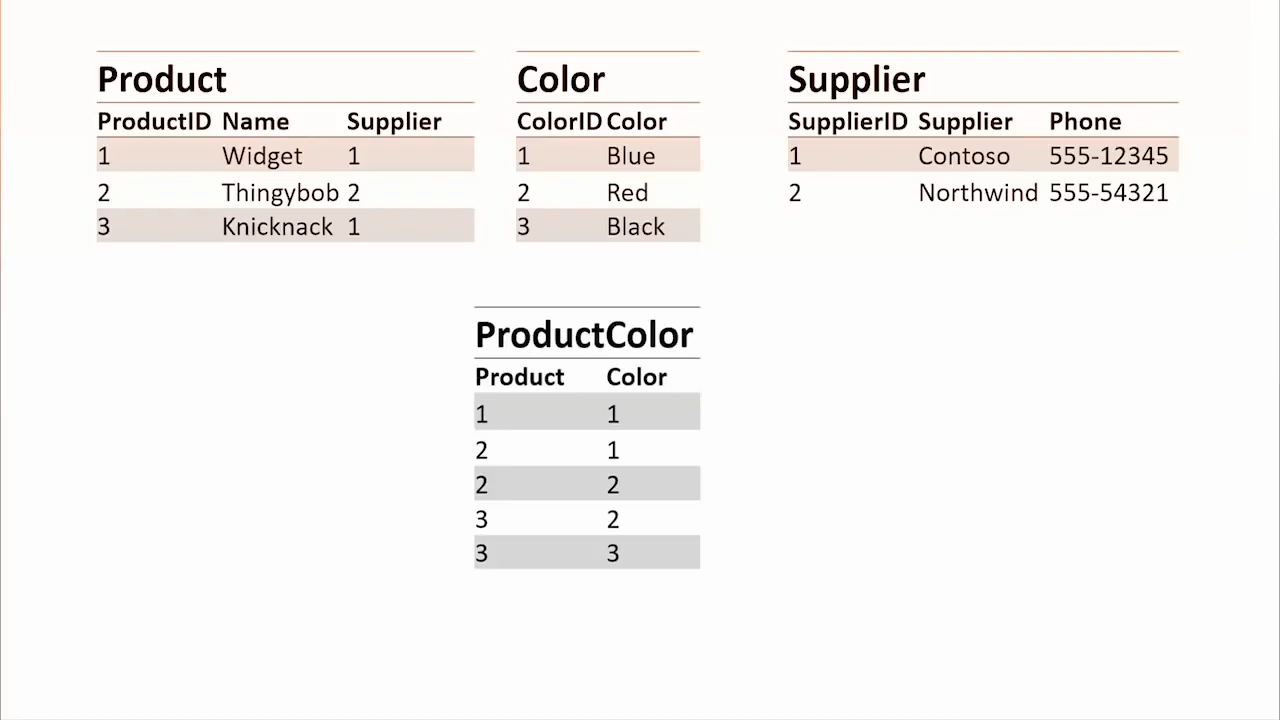 Product
ProductID Name Supplier
1 Widget 1
2 Thingybob 2
3 Knicknack 1
Color
ColorID Color
1 Blue
2 Red
3 Black
Supplier
SupplierID Supplier Phone
1 Contoso 555-12345
2 Northwind 555-54321
ProductColor
Product Color
1 1
2 1
2 2
3 2
3 3